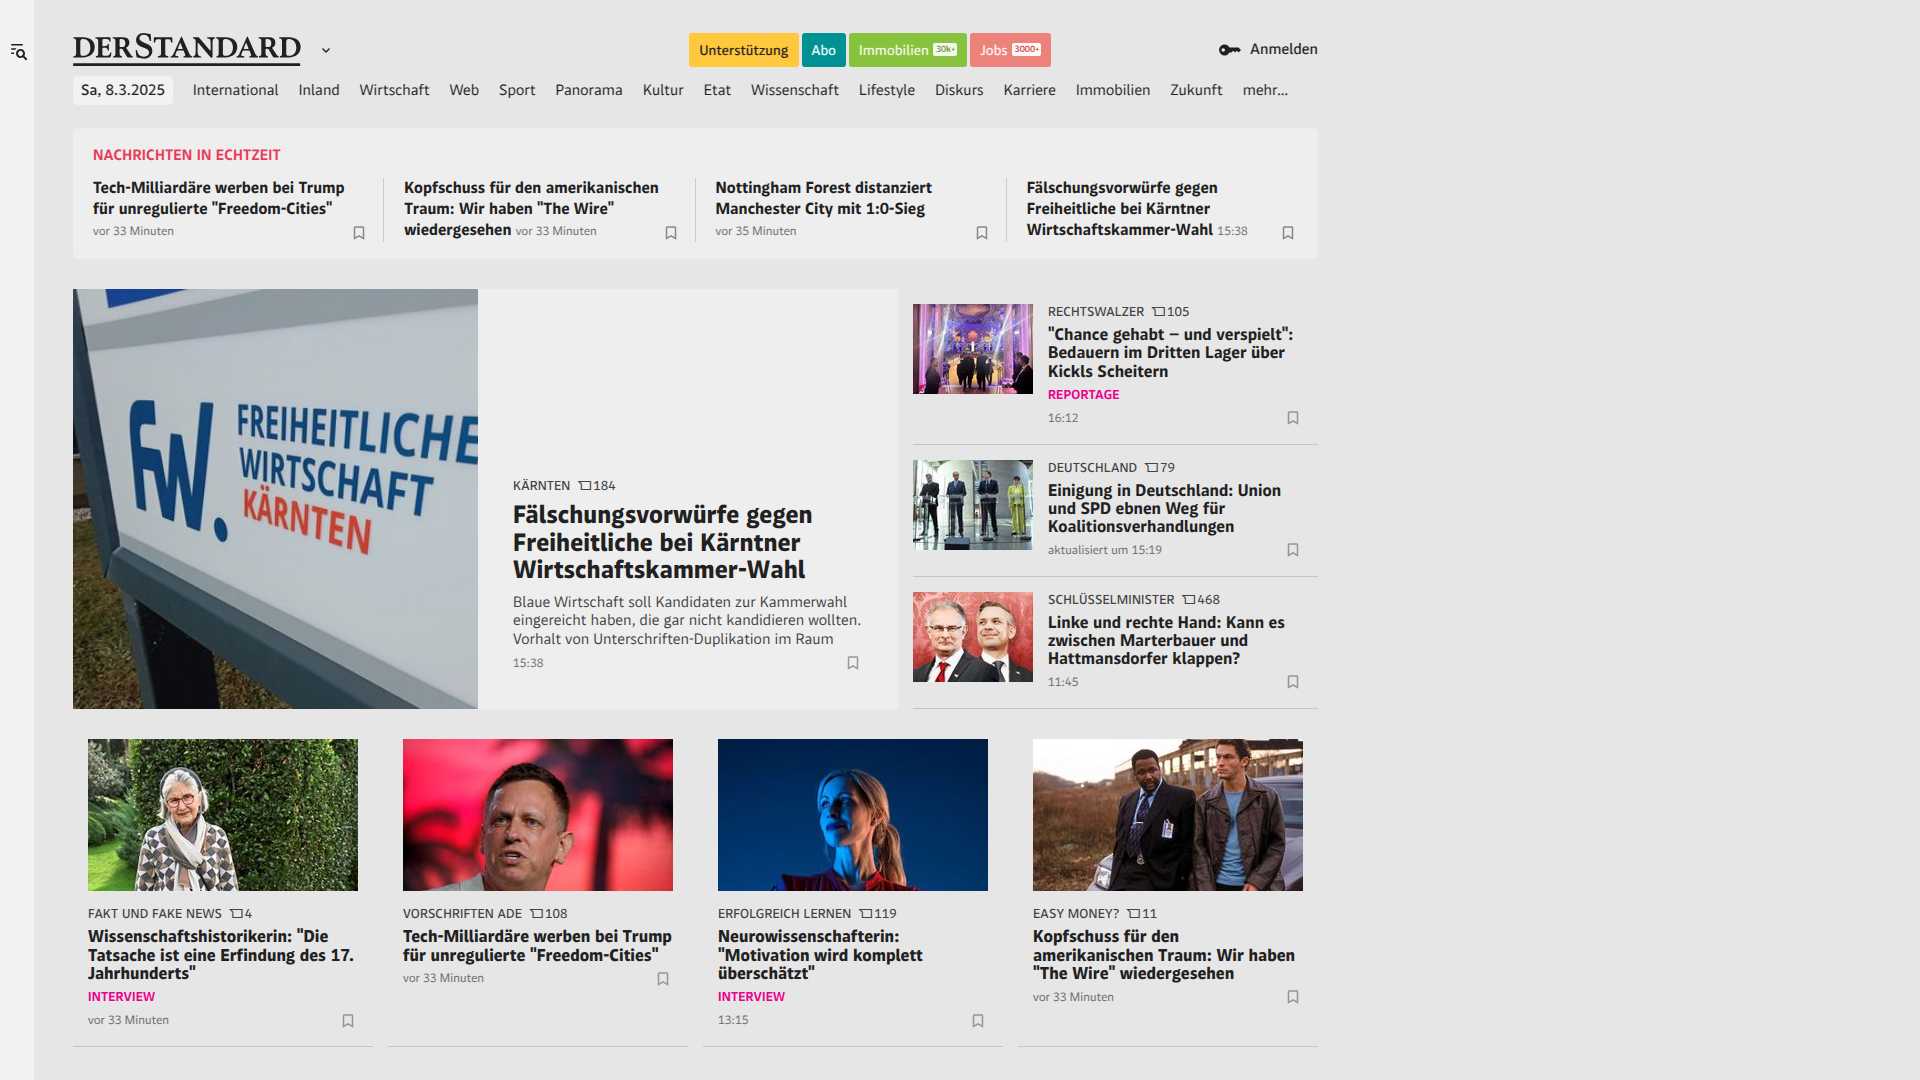 DERSTANDARD
Unterstützung
Abo
Immobilien 30k+
Jobs 3000+
Anmelden
Sa, 8.3.2025
International
Inland
Wirtschaft
Web
Sport
Panorama
Kultur
Etat
Wissenschaft
Lifestyle
Diskurs
Karriere
Immobilien
Zukunft
mehr...
NACHRICHTEN IN ECHTZEIT
Tech-Milliardäre werben bei Trump
für unregulierte "Freedom-Cities"
vor 33 Minuten
Kopfschuss für den amerikanischen
Traum: Wir haben "The Wire"
wiedergesehen vor 33 Minuten
Nottingham Forest distanziert
Manchester City mit 1:0-Sieg
vor 35 Minuten
Fälschungsvorwürfe gegen
Freiheitliche bei Kärntner
Wirtschaftskammer-Wahl 15:38
FW.
FREIHEITLICHE
WIRTSCHAFT
KÄRNTEN
KÄRNTEN 184
Fälschungsvorwürfe gegen
Freiheitliche bei Kärntner
Wirtschaftskammer-Wahl
Blaue Wirtschaft soll Kandidaten zur Kammerwahl
eingereicht haben, die gar nicht kandidieren wollten.
Vorhalt von Unterschriften-Duplikation im Raum
15:38
RECHTSWALZER 105
"Chance gehabt – und verspielt":
Bedauern im Dritten Lager über
Kickls Scheitern
REPORTAGE
16:12
DEUTSCHLAND 79
Einigung in Deutschland: Union
und SPD ebnen Weg für
Koalitionsverhandlungen
aktualisiert um 15:19
SCHLÜSSELMINISTER 468
Linke und rechte Hand: Kann es
zwischen Marterbauer und
Hattmansdorfer klappen?
11:45
FAKT UND FAKE NEWS 4
Wissenschaftshistorikerin: "Die
Tatsache ist eine Erfindung des 17.
Jahrhunderts"
INTERVIEW
vor 33 Minuten
VORSCHRIFTEN ADE 108
Tech-Milliardäre werben bei Trump
für unregulierte "Freedom-Cities"
vor 33 Minuten
ERFOLGREICH LERNEN 119
Neurowissenschafterin:
"Motivation wird komplett
überschätzt"
INTERVIEW
13:15
EASY MONEY? 11
Kopfschuss für den
amerikanischen Traum: Wir haben
"The Wire" wiedergesehen
vor 33 Minuten